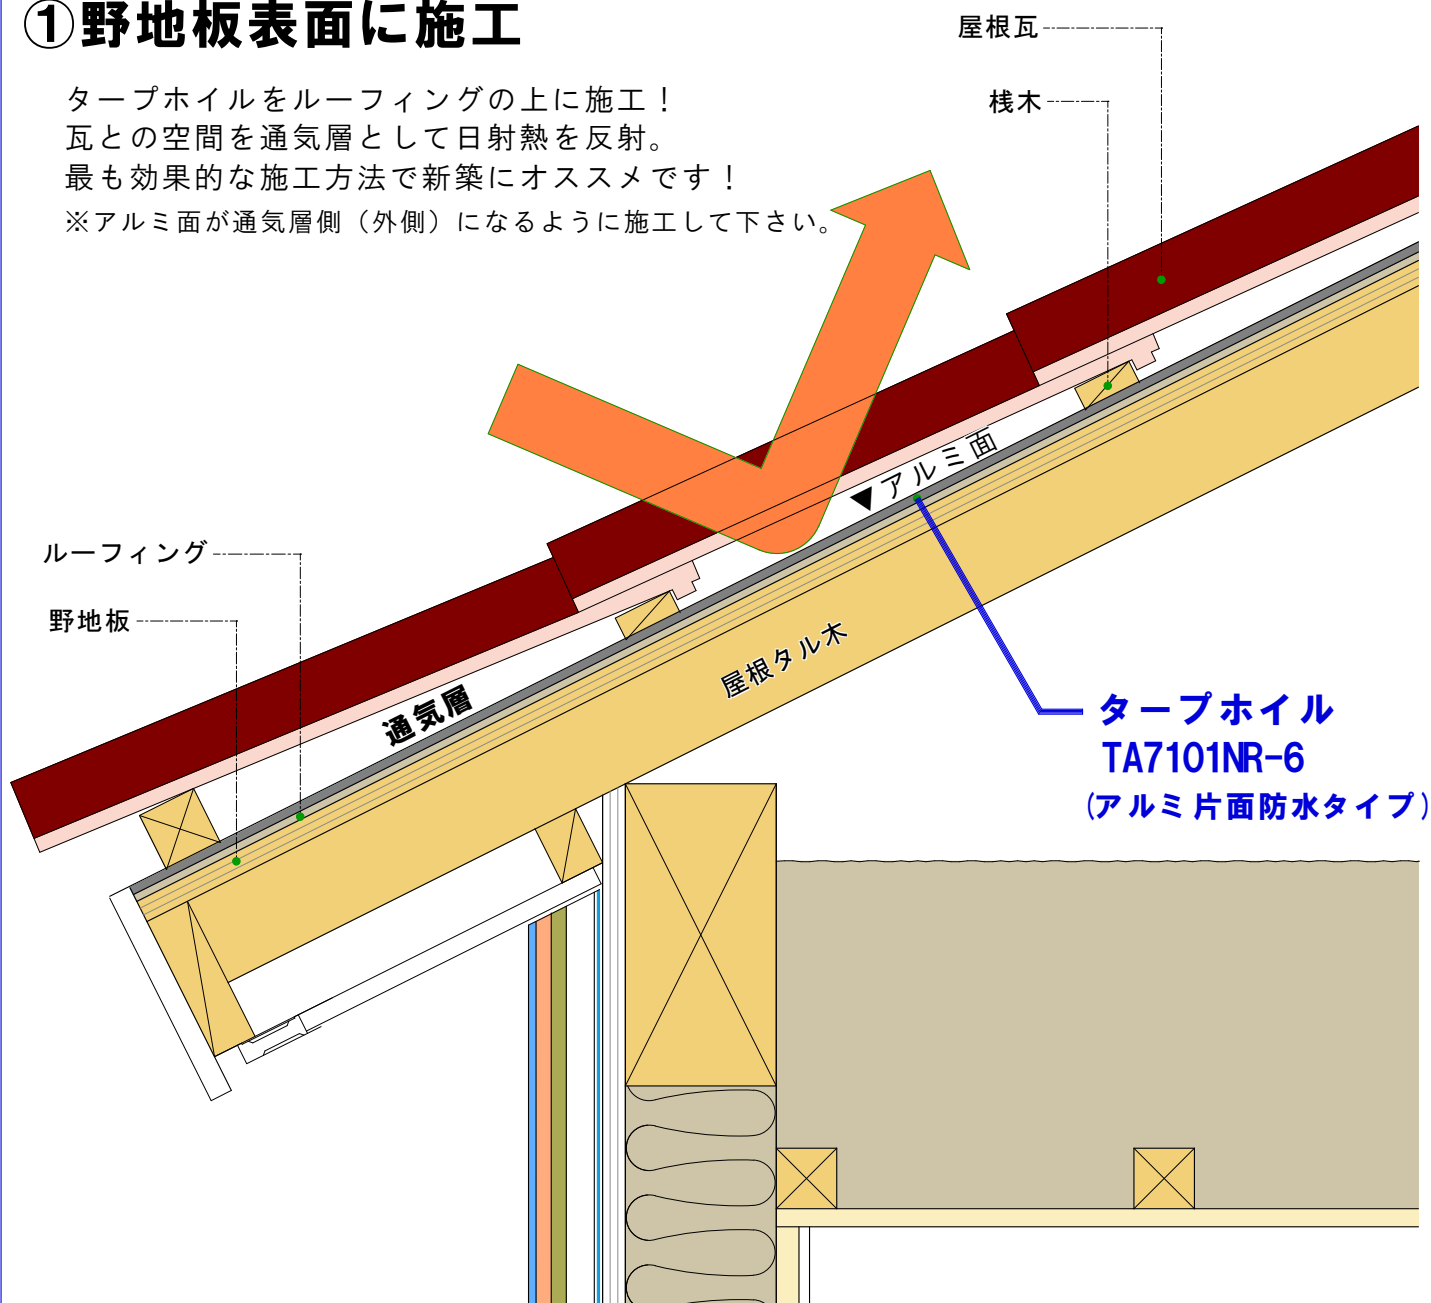 ①野地板表面に施工
タープホイルをルーフィングの上に施工！
瓦との空間を通気層として日射熱を反射。
最も効果的な施工方法で新築にオススメです！
※アルミ面が通気層側（外側）になるように施工して下さい。
屋根瓦
桟木
▼アルミ面
ルーフィング
野地板
屋根タル木
通気層
タープホイル
TA7101NR-6
(アルミ片面防水タイプ)